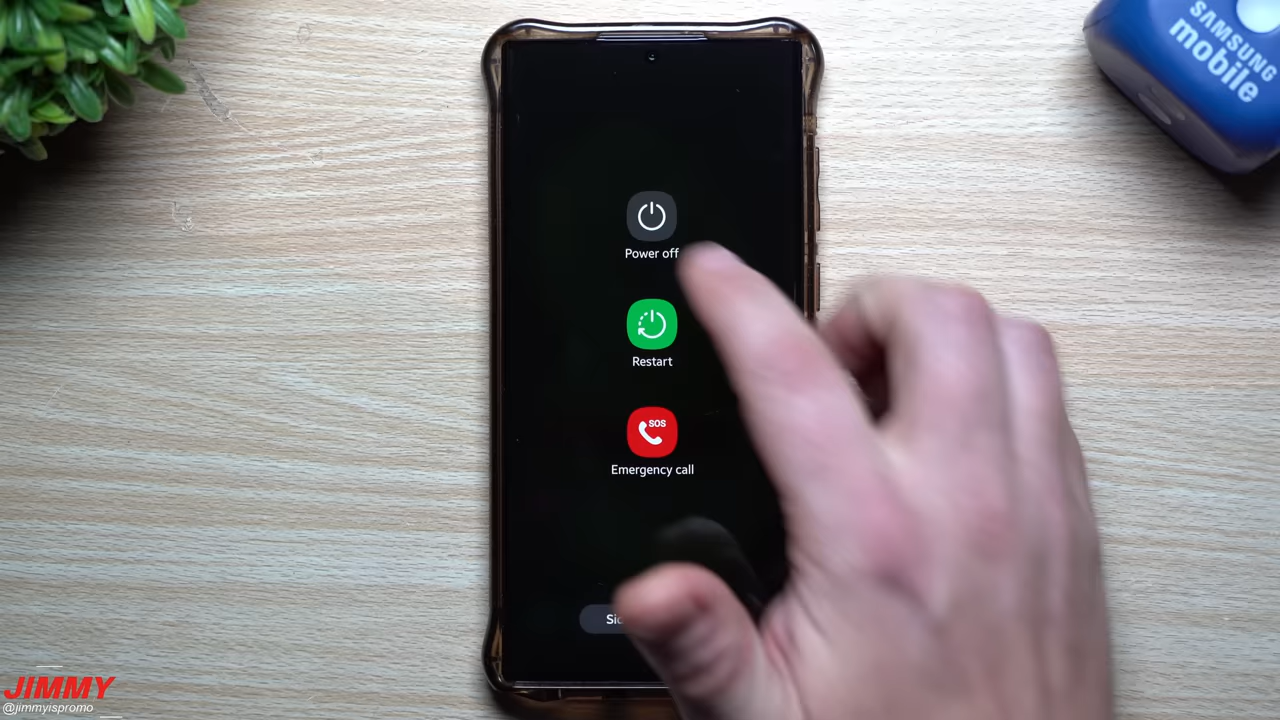 SAMSUNG
mobile
Power off
Restart
SOS
Emergency call
JIMMY
@jimmyispromo